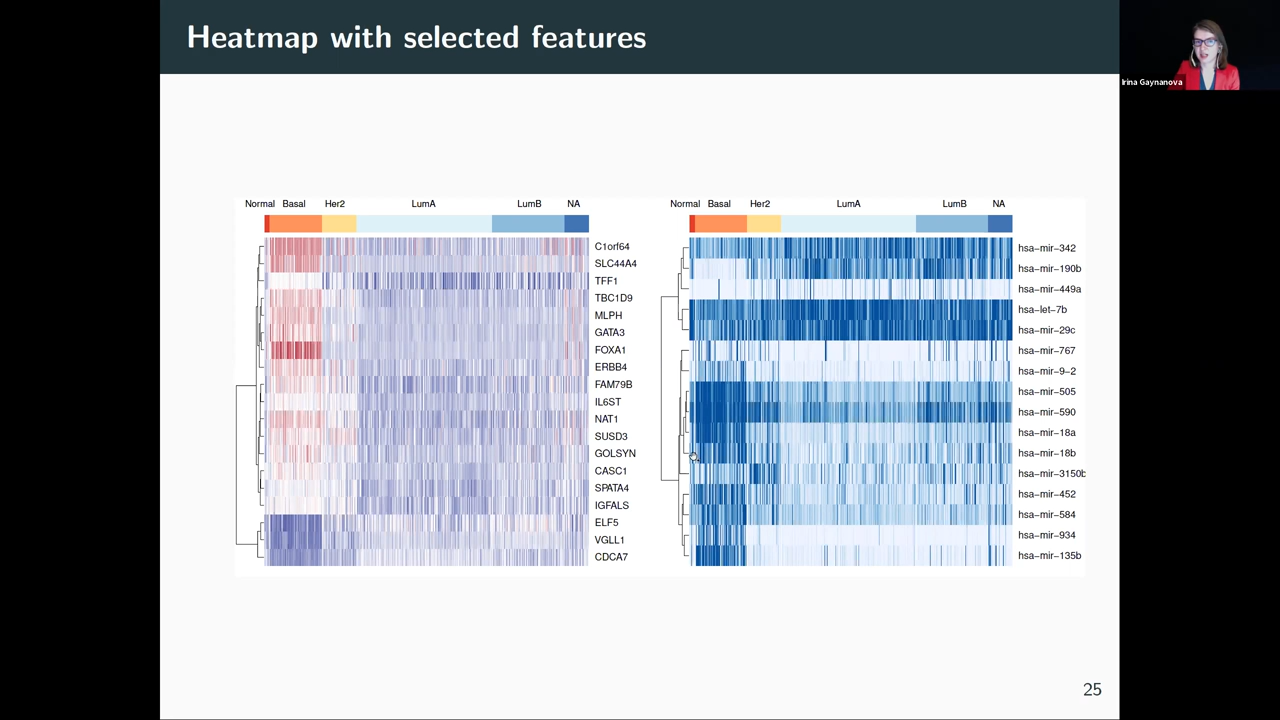 Heatmap with selected features
Irina Gaynanova
Normal Basal Her2 LumA LumB NA
C1orf64
SLC44A4
TFF1
TBC1D9
MLPH
GATA3
FOXA1
ERBB4
FAM79B
IL6ST
NAT1
SUSD3
GOLSYN
CASC1
SPATA4
IGFALS
ELF5
VGLL1
CDCA7
Normal Basal Her2 LumA LumB NA
hsa-mir-342
hsa-mir-190b
hsa-mir-449a
hsa-let-7b
hsa-mir-29c
hsa-mir-767
hsa-mir-9-2
hsa-mir-505
hsa-mir-590
hsa-mir-18a
hsa-mir-18b
hsa-mir-3150b
hsa-mir-452
hsa-mir-584
hsa-mir-934
hsa-mir-135b
25